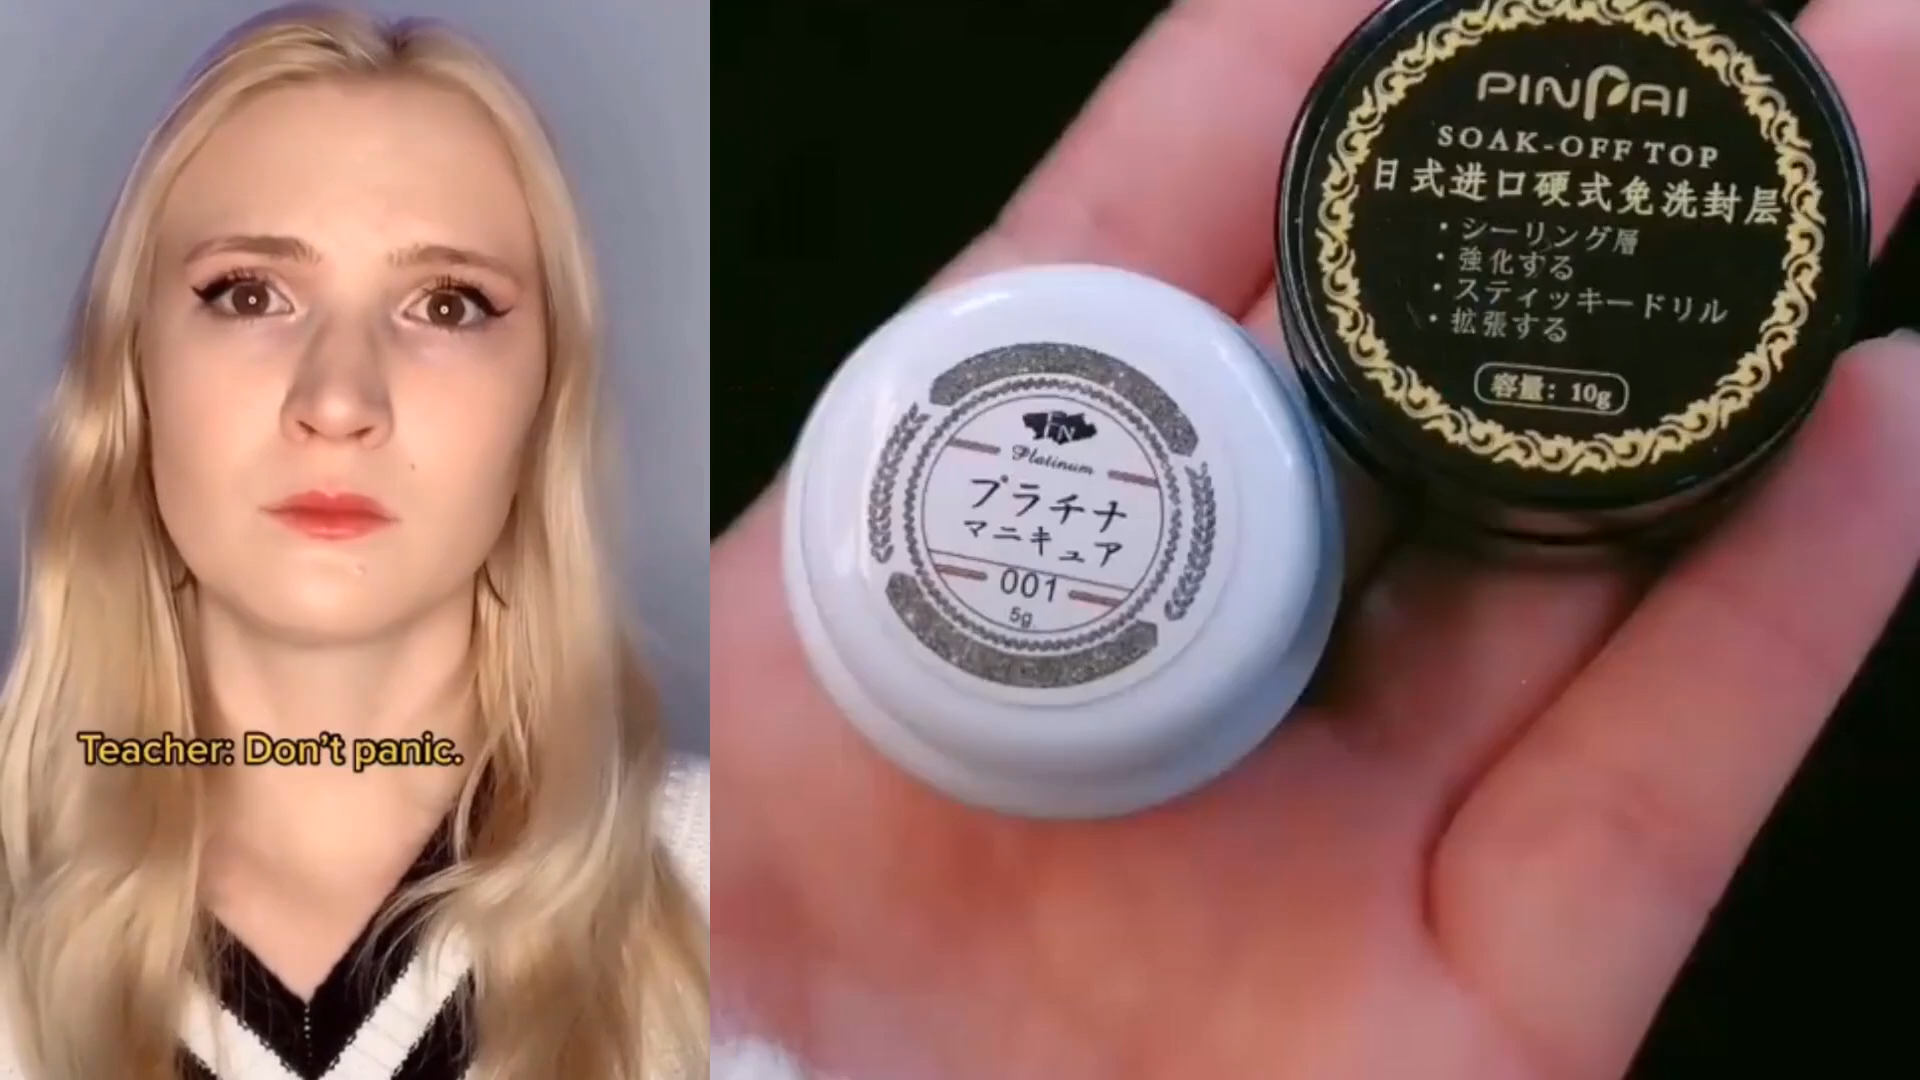 Teacher: Don't panic.
FN
Platinum
プラチナ
マニキュア
001
5g
PINPAI
SOAK-OFF TOP
日式进口硬式免洗封层
・シーリング層
・強化する
・スティッキードリル
・拡張する
容量：10g